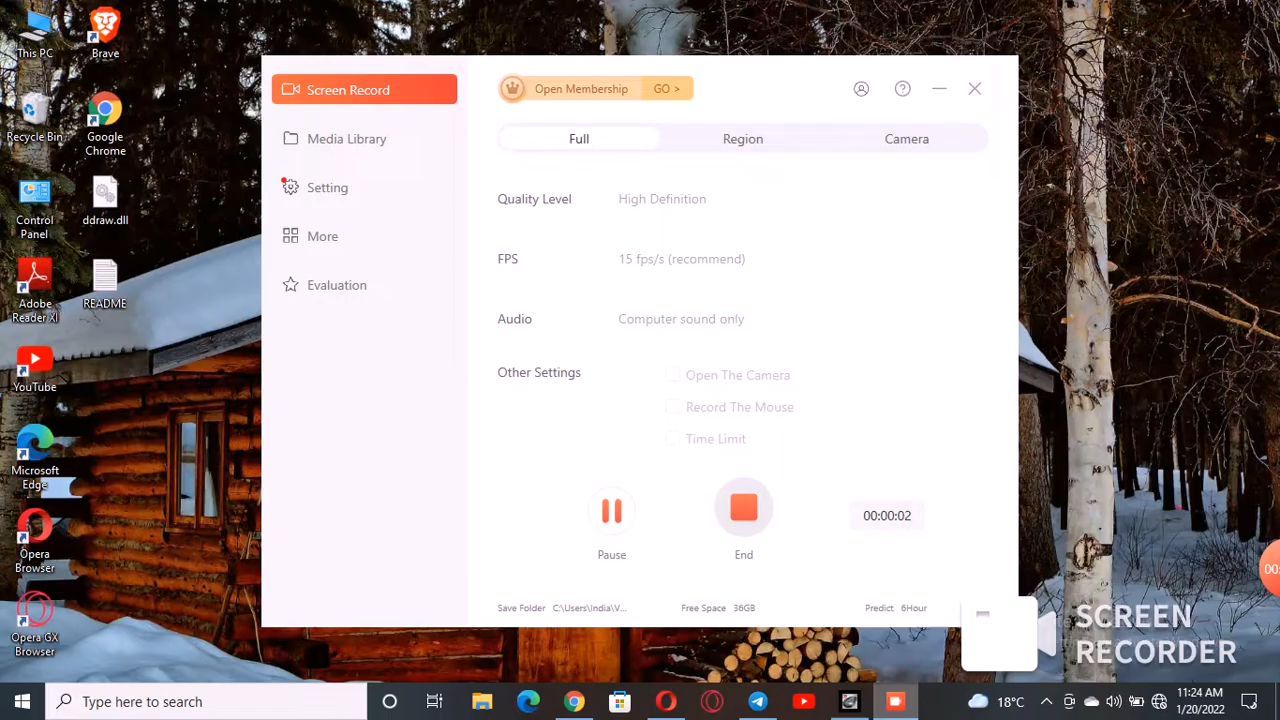 This PC
Brave
Recycle Bin
Google
Chrome
Control
Panel
ddraw.dll
Adobe
Reader XI
README
YouTube
Microsoft
Edge
Opera
Browser
Opera GX
Browser
Screen Record
Media Library
Setting
More
Evaluation
Open Membership GO >
Full Region Camera
Quality Level High Definition
FPS 15 fps/s (recommend)
Audio Computer sound only
Other Settings Open The Camera
Record The Mouse
Time Limit
00:00:02
Pause End
Save Folder C:\Users\India\V... Free Space 36GB Predict 6Hour
00:
SCREEN
RECORDER
Type here to search
18°C
11:24 AM
1/20/2022